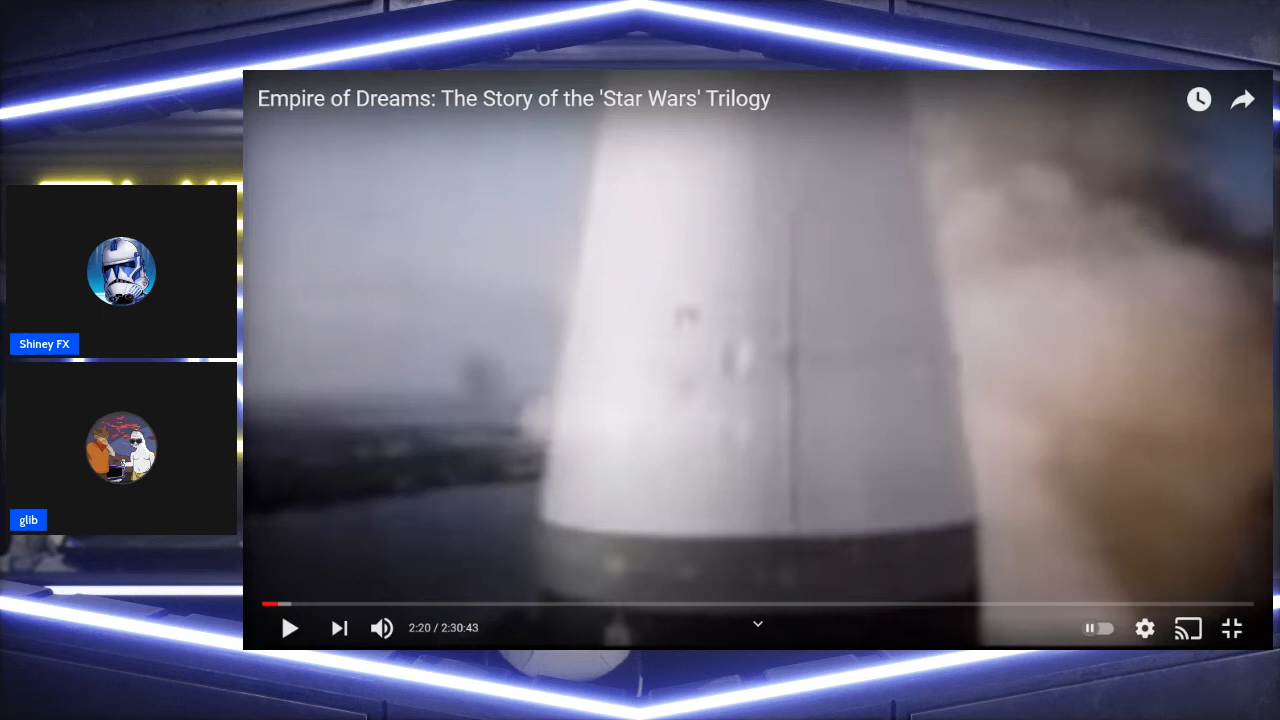 Empire of Dreams: The Story of the 'Star Wars' Trilogy
Shiney FX
glib
2:20 / 2:30:43